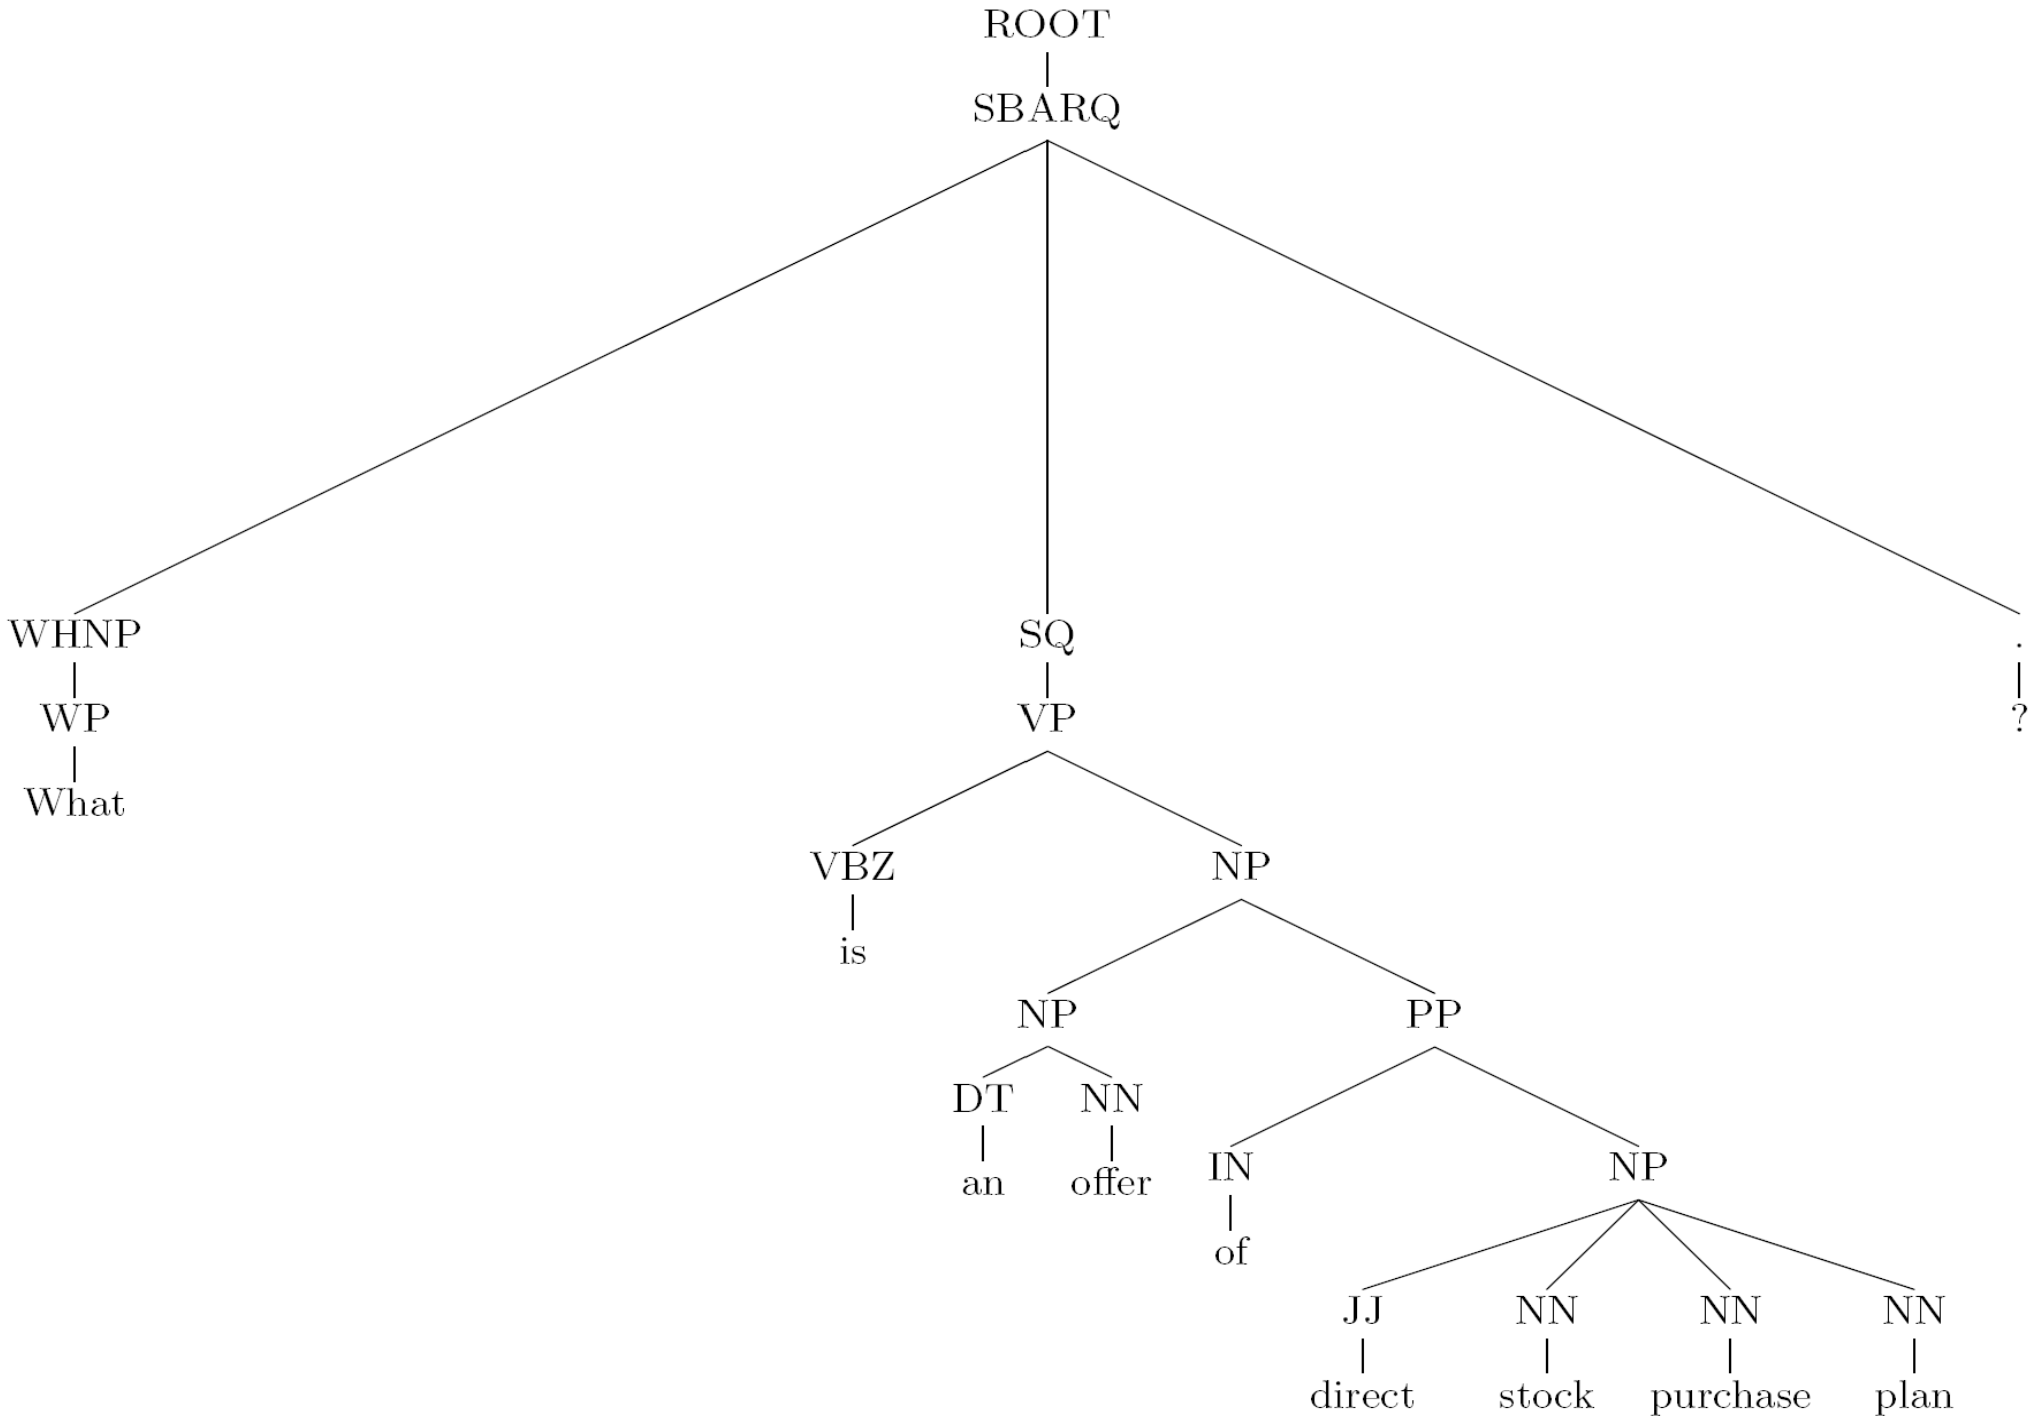 ROOT
SBARQ
WHNP SQ .
WP VP ?
What
VBZ NP
is
NP PP
DT NN
IN NP
an offer
of
JJ NN NN NN
direct stock purchase plan